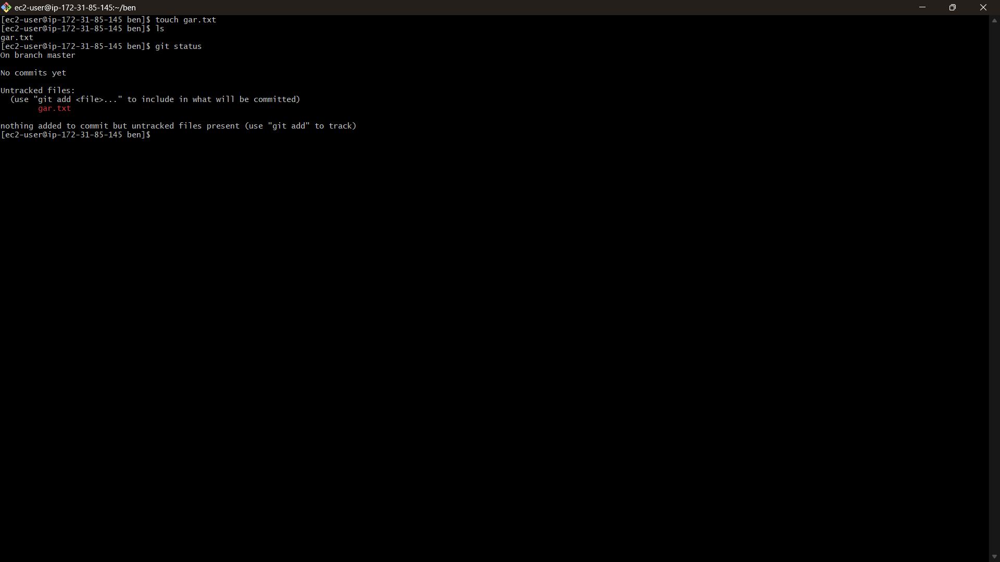 ec2-user@ip-172-31-85-145:~/ben
[ec2-user@ip-172-31-85-145 ben]$ touch gar.txt
[ec2-user@ip-172-31-85-145 ben]$ ls
gar.txt
[ec2-user@ip-172-31-85-145 ben]$ git status
On branch master
No commits yet
Untracked files:
  (use "git add <file>..." to include in what will be committed)
        gar.txt
nothing added to commit but untracked files present (use "git add" to track)
[ec2-user@ip-172-31-85-145 ben]$